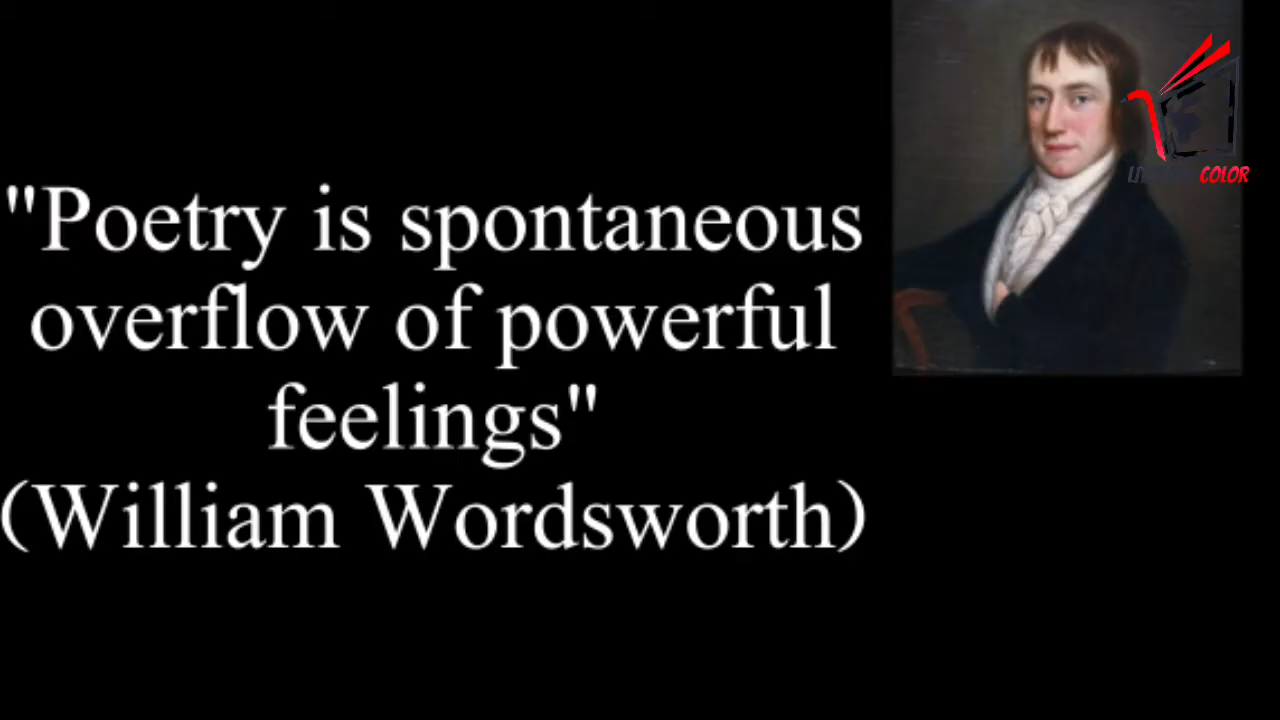 "Poetry is spontaneous
overflow of powerful
feelings"
(William Wordsworth)
COLOR